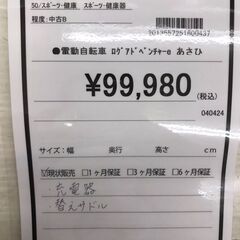 50/スポーツ・健康 スポーツ・健康器
程度:中古B
●電動自転車 ログアドベンチャーe あさひ
¥99,980
(税込)
040424
サイズ:幅 奥行 高さ cm
☑現状販売 □1ヶ月保証 □3ヶ月保証 □6ヶ月保証
・充電器
・替えサドル